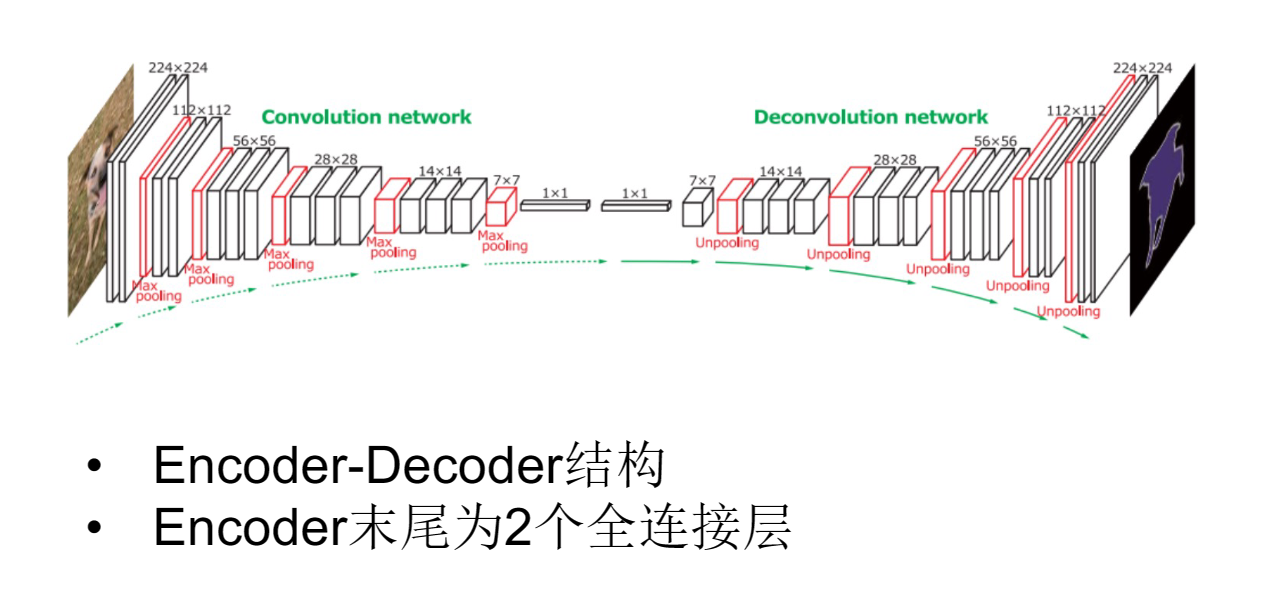 224×224
112×112
56×56
28×28
14×14
7×7
1×1
1×1
7×7
14×14
28×28
56×56
112×112
224×224
Convolution network
Deconvolution network
Max
pooling
Max
pooling
Max
pooling
Max
pooling
Max
pooling
Unpooling
Unpooling
Unpooling
Unpooling
Unpooling
• Encoder-Decoder结构
• Encoder末尾为2个全连接层